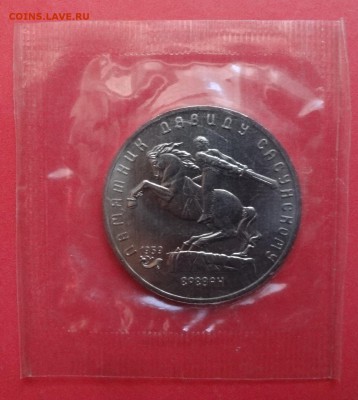 COINS.LAVE.RU
ПАМЯТНИК ДАВИДУ САСУНСКОМУ
1959
ЕРЕВАН